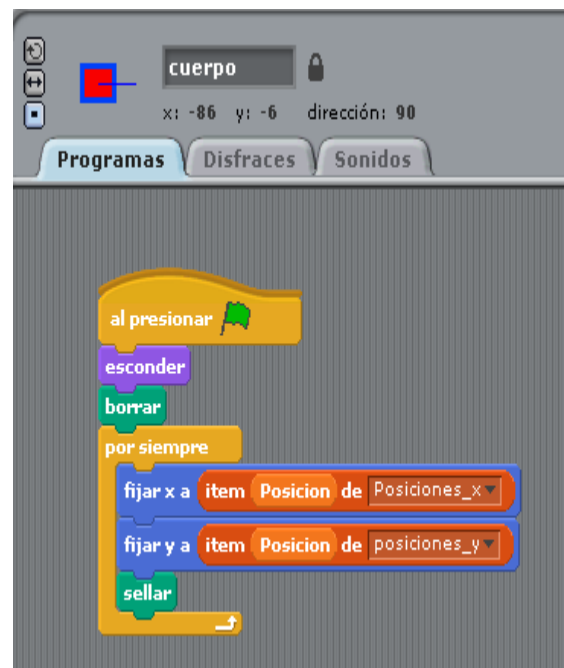 cuerpo
x: -86 y: -6 dirección: 90
Programas Disfraces Sonidos
al presionar
esconder
borrar
por siempre
fijar x a item Posicion de Posiciones_x
fijar y a item Posicion de posiciones_y
sellar